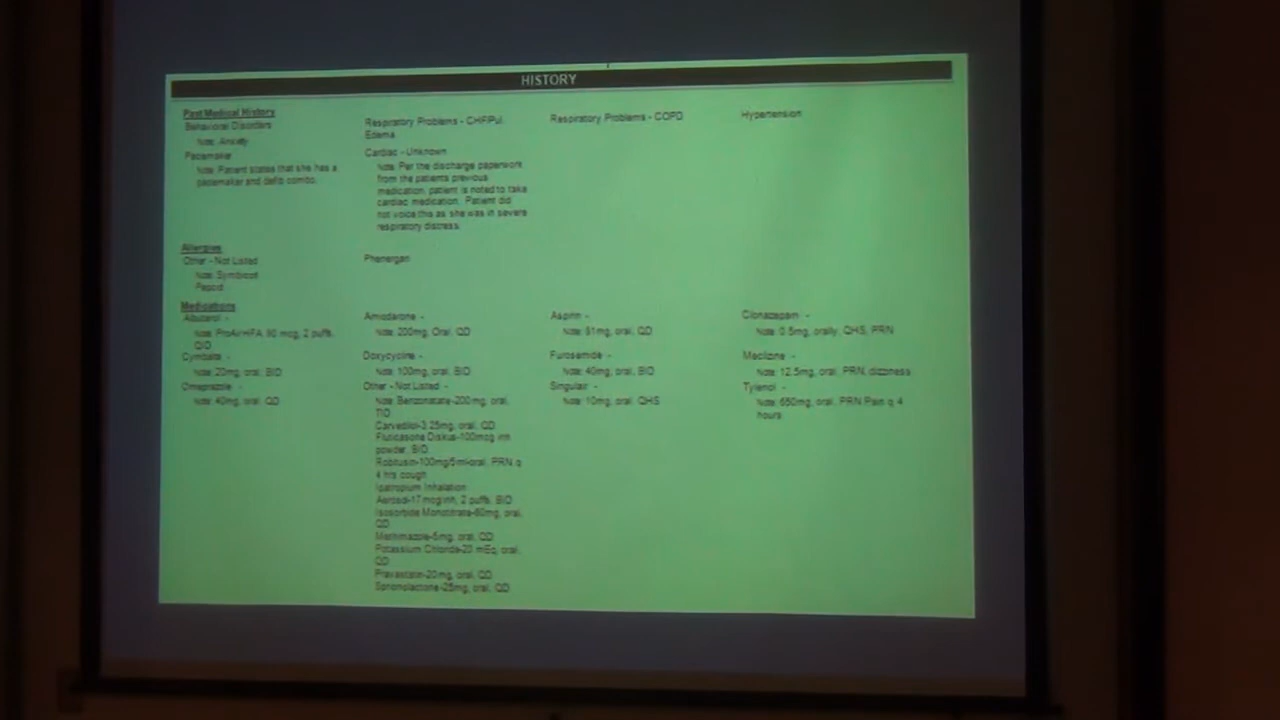 HISTORY
Past Medical History
Behavioral Disorders
Note: Anxiety
Pacemaker
Note: Patient states that she has a
pacemaker and defib combo.
Respiratory Problems - CHF/Pul.
Edema
Cardiac - Unknown
Note: Per the discharge paperwork
from the patients previous
medication, patient is noted to take
cardiac medication. Patient did
not voice this as she was in severe
respiratory distress.
Respiratory Problems - COPD
Hypertension
Allergies
Other - Not Listed
Note: Symbicort
Pepcid
Phenergan
Medications
Albuterol -
Note: ProAir HFA, 90 mcg, 2 puffs,
QID
Amiodarone -
Note: 200mg, Oral, QD
Aspirin -
Note: 81mg, oral, QD
Clonazepam -
Note: 0.5mg, orally, QHS, PRN
Cymbalta -
Note: 20mg, oral, BID
Doxycycline -
Note: 100mg, oral, BID
Furosemide -
Note: 40mg, oral, BID
Meclizine -
Note: 12.5mg, oral, PRN, dizziness
Omeprazole -
Note: 40mg, oral, QD
Other - Not Listed -
Note: Benzonatate-200mg, oral,
TID
Carvedilol-3.25mg, oral, QD
Fluticasone Diskus-100mcg inh
powder, BID
Robitusin-100mg/5ml-oral, PRN q
4 hrs cough
Ipatropium Inhalation
Aerosol-17 mcg/inh, 2 puffs, BID
Isosorbide Mononitrate-60mg, oral,
QD
Methimazole-5mg, oral, QD
Potassium Chloride-20 mEq, oral,
QD
Pravastatin-20mg, oral, QD
Spironolactone-25mg, oral, QD
Singulair -
Note: 10mg, oral, QHS
Tylenol -
Note: 650mg, oral, PRN Pain q 4
hours